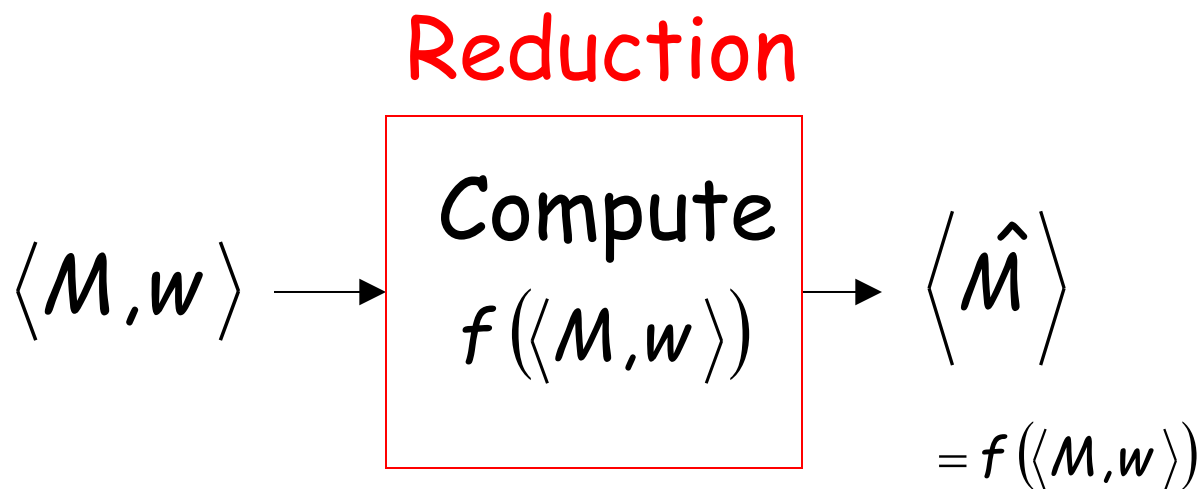 Reduction
⟨M,w⟩
Compute
f(⟨M,w⟩)
⟨M̂⟩
= f(⟨M,w⟩)